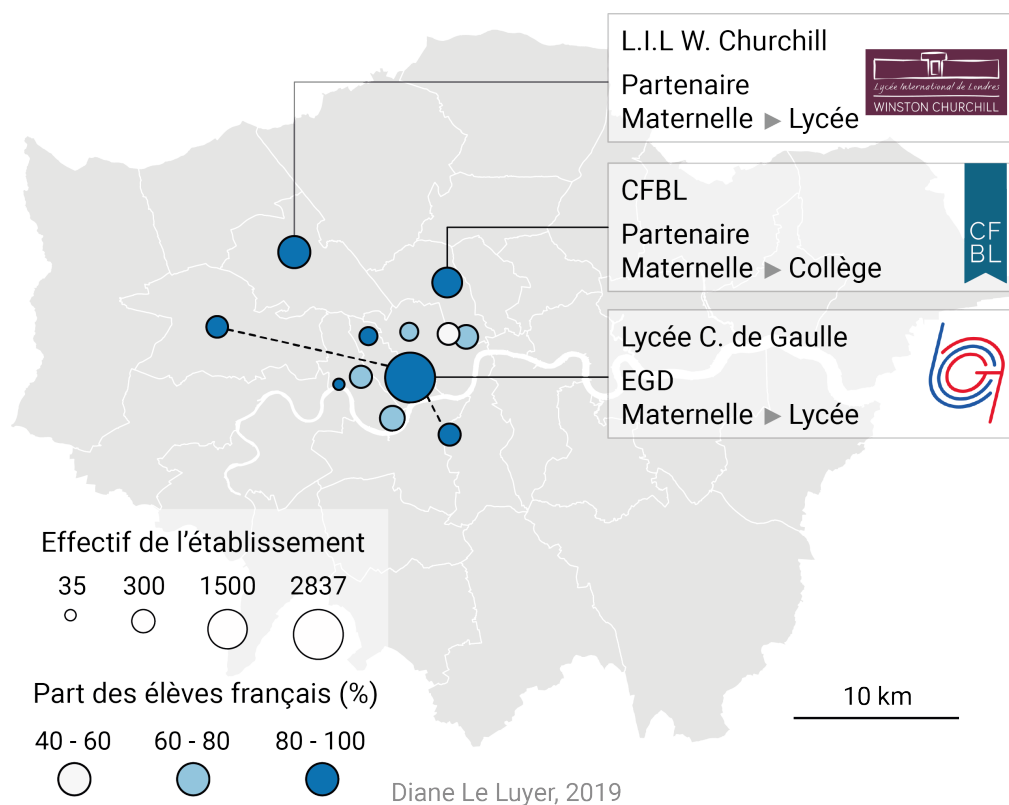 L.I.L W. Churchill
Partenaire
Maternelle ▶ Lycée
Lycée International de Londres
WINSTON CHURCHILL
CFBL
Partenaire
Maternelle ▶ Collège
CF
BL
Lycée C. de Gaulle
EGD
Maternelle ▶ Lycée
Effectif de l'établissement
35 300 1500 2837
Part des élèves français (%)
40 - 60 60 - 80 80 - 100
10 km
Diane Le Luyer, 2019